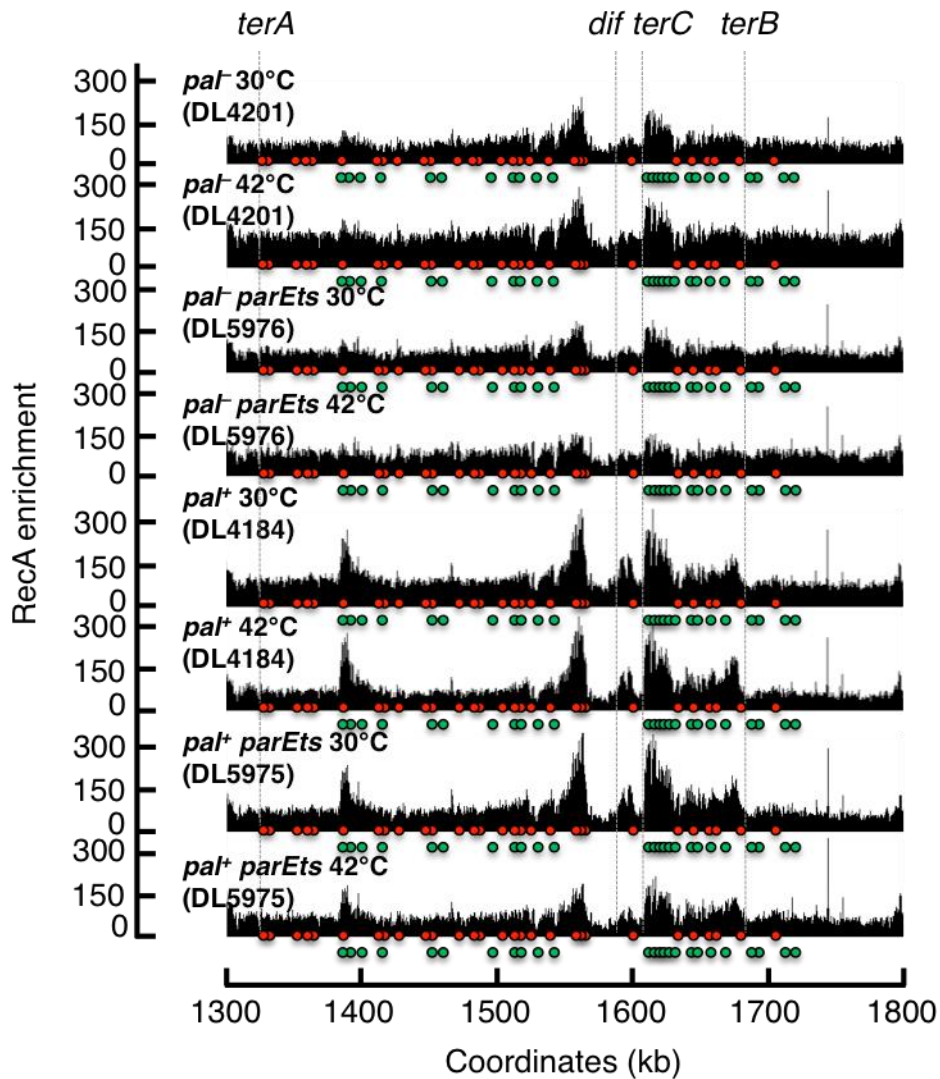 terA dif terC terB
300
150
0
pal⁻ 30°C
(DL4201)
300
150
0
pal⁻ 42°C
(DL4201)
300
150
0
pal⁻ parEts 30°C
(DL5976)
300
150
0
pal⁻ parEts 42°C
(DL5976)
300
150
0
pal⁺ 30°C
(DL4184)
300
150
0
pal⁺ 42°C
(DL4184)
300
150
0
pal⁺ parEts 30°C
(DL5975)
300
150
0
pal⁺ parEts 42°C
(DL5975)
RecA enrichment
1300 1400 1500 1600 1700 1800
Coordinates (kb)